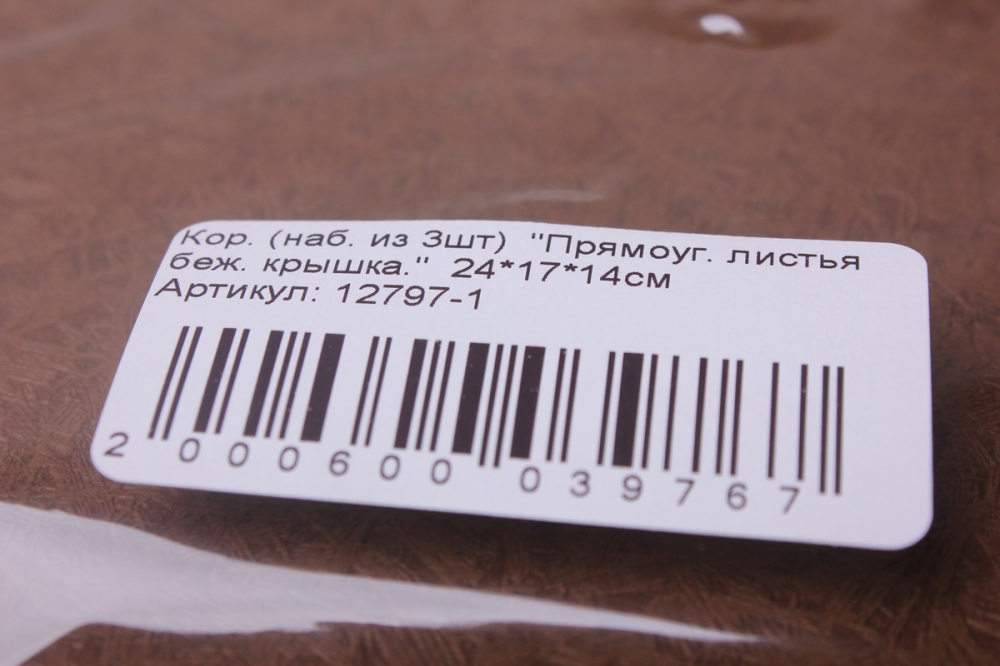 Кор. (наб. из 3шт) "Прямоуг. листья
беж. крышка." 24*17*14см
Артикул: 12797-1
2 000600 039767